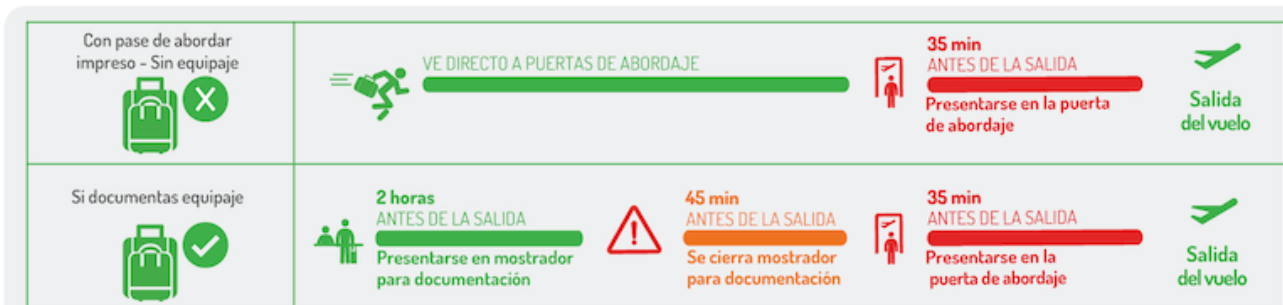 Con pase de abordar
impreso - Sin equipaje
VE DIRECTO A PUERTAS DE ABORDAJE
35 min
ANTES DE LA SALIDA
Presentarse en la puerta
de abordaje
Salida
del vuelo
Si documentas equipaje
2 horas
ANTES DE LA SALIDA
Presentarse en mostrador
para documentación
45 min
ANTES DE LA SALIDA
Se cierra mostrador
para documentación
35 min
ANTES DE LA SALIDA
Presentarse en la
puerta de abordaje
Salida
del vuelo